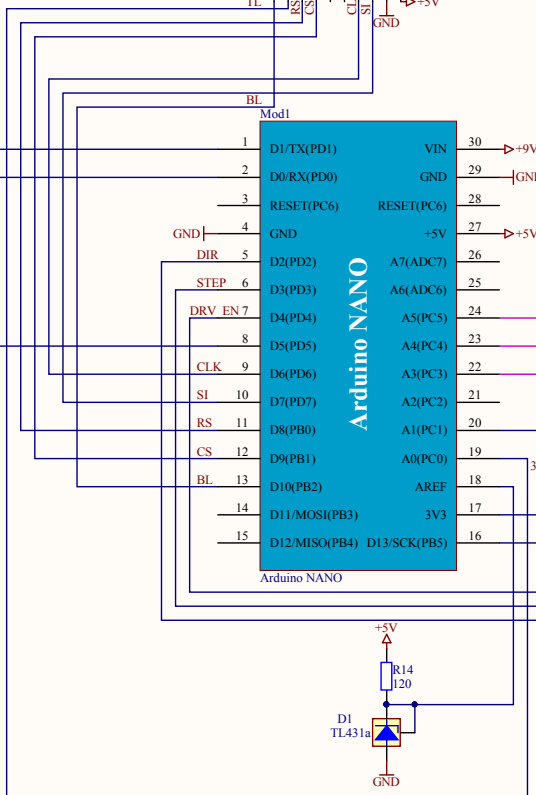 RS
CS
CL
SI
+5V
GND
BL
Mod1
1 D1/TX(PD1) VIN 30 +9V
2 D0/RX(PD0) GND 29 GND
3 RESET(PC6) RESET(PC6) 28
GND 4 GND +5V 27 +5V
DIR 5 D2(PD2) A7(ADC7) 26
STEP 6 D3(PD3) A6(ADC6) 25
DRV_EN 7 D4(PD4) A5(PC5) 24
8 D5(PD5) A4(PC4) 23
CLK 9 D6(PD6) A3(PC3) 22
SI 10 D7(PD7) A2(PC2) 21
RS 11 D8(PB0) A1(PC1) 20
CS 12 D9(PB1) A0(PC0) 19
BL 13 D10(PB2) AREF 18
14 D11/MOSI(PB3) 3V3 17
15 D12/MISO(PB4) D13/SCK(PB5) 16
Arduino NANO
Arduino NANO
+5V
R14
120
D1
TL431a
GND